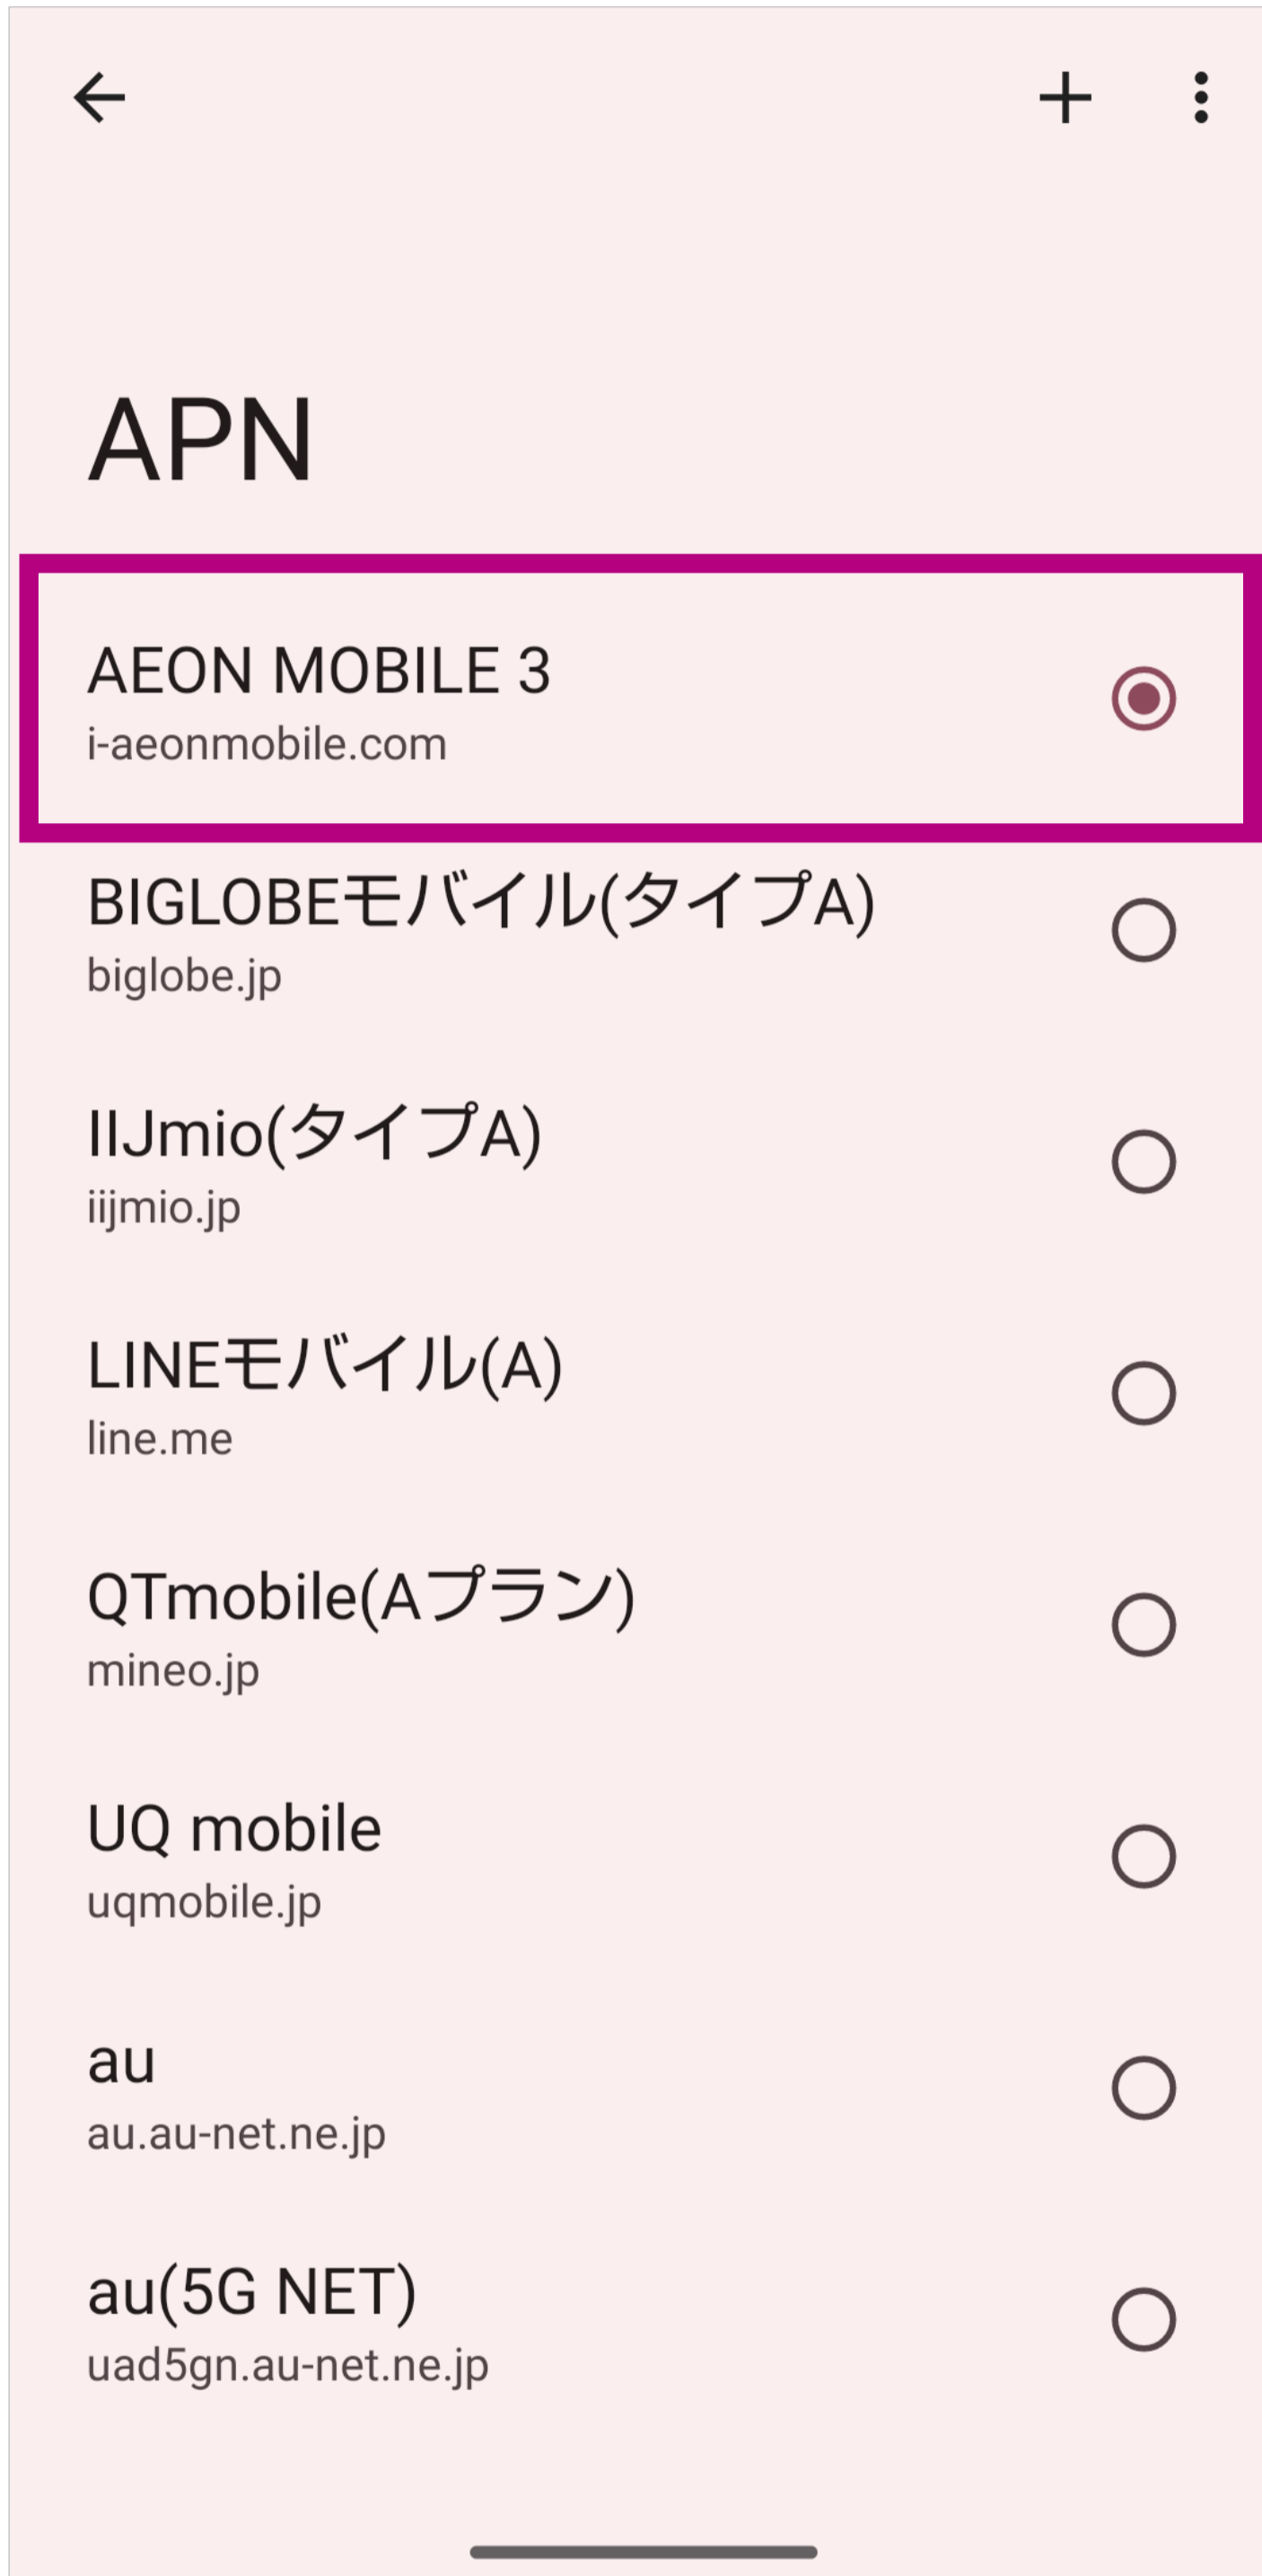 APN
AEON MOBILE 3
i-aeonmobile.com
BIGLOBEモバイル(タイプA)
biglobe.jp
IIJmio(タイプA)
iijmio.jp
LINEモバイル(A)
line.me
QTmobile(Aプラン)
mineo.jp
UQ mobile
uqmobile.jp
au
au.au-net.ne.jp
au(5G NET)
uad5gn.au-net.ne.jp